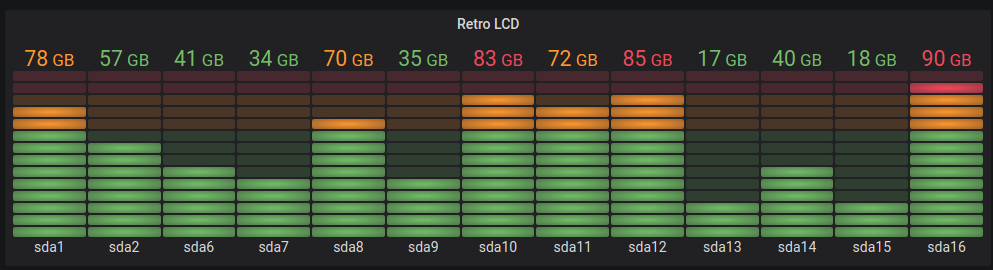 Retro LCD
78 GB 57 GB 41 GB 34 GB 70 GB 35 GB 83 GB 72 GB 85 GB 17 GB 40 GB 18 GB 90 GB
sda1 sda2 sda6 sda7 sda8 sda9 sda10 sda11 sda12 sda13 sda14 sda15 sda16